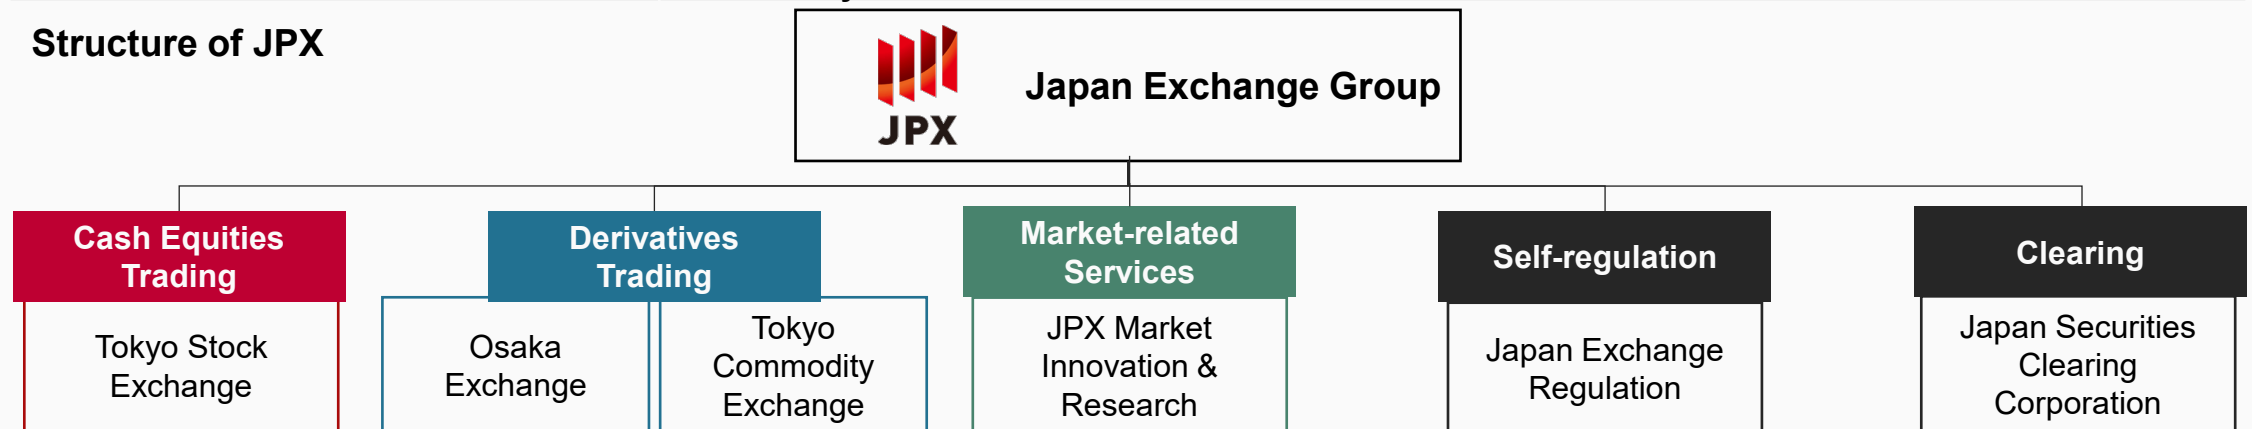 Structure of JPX
JPX
Japan Exchange Group
Cash Equities
Trading
Tokyo Stock
Exchange
Derivatives
Trading
Osaka
Exchange
Tokyo
Commodity
Exchange
Market-related
Services
JPX Market
Innovation &
Research
Self-regulation
Japan Exchange
Regulation
Clearing
Japan Securities
Clearing
Corporation